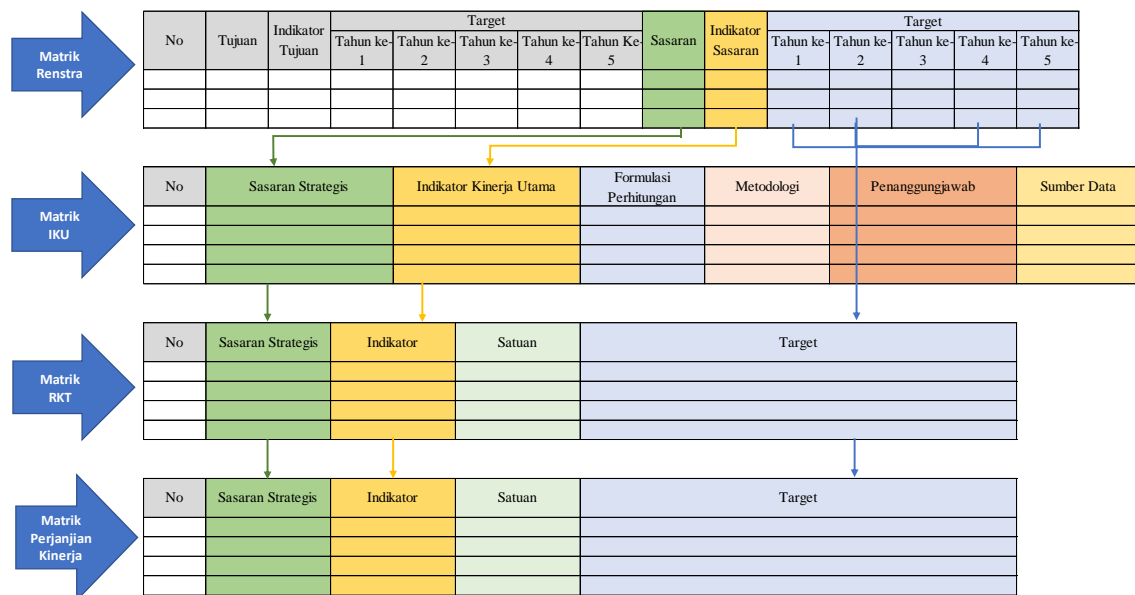 Matrik
Renstra
No
Tujuan
Indikator
Tujuan
Target
Tahun ke-
1
Tahun ke-
2
Tahun ke-
3
Tahun ke-
4
Tahun Ke-
5
Sasaran
Indikator
Sasaran
Target
Tahun ke-
1
Tahun ke-
2
Tahun ke-
3
Tahun ke-
4
Tahun ke-
5
Matrik
IKU
No
Sasaran Strategis
Indikator Kinerja Utama
Formulasi
Perhitungan
Metodologi
Penanggungjawab
Sumber Data
Matrik
RKT
No
Sasaran Strategis
Indikator
Satuan
Target
Matrik
Perjanjian
Kinerja
No
Sasaran Strategis
Indikator
Satuan
Target